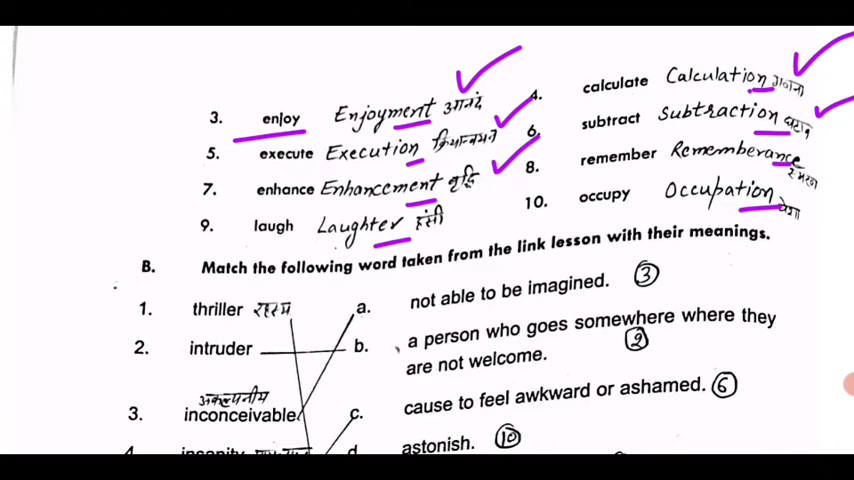 3. enjoy Enjoyment आनंद 4. calculate Calculation गणना
5. execute Execution क्रियान्वयन 6. subtract Subtraction घटाव
7. enhance Enhancement वृद्धि 8. remember Rememberance स्मरण
9. laugh Laughter हंसी 10. occupy Occupation पेशा
B. Match the following word taken from the link lesson with their meanings.
1. thriller रहस्य a. not able to be imagined. 3
2. intruder b. a person who goes somewhere where they
are not welcome. 2
अकल्पनीय
3. inconceivable c. cause to feel awkward or ashamed. 6
4. insanity d. astonish. 10